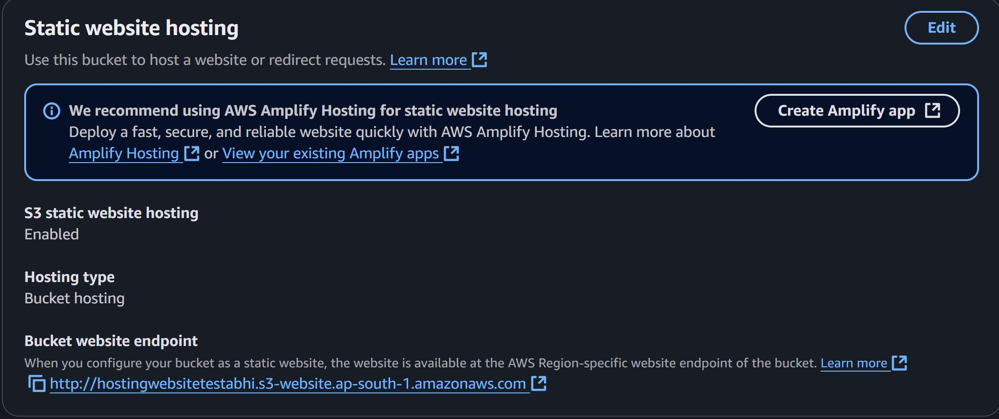 Static website hosting
Edit
Use this bucket to host a website or redirect requests. Learn more
We recommend using AWS Amplify Hosting for static website hosting
Create Amplify app
Deploy a fast, secure, and reliable website quickly with AWS Amplify Hosting. Learn more about
Amplify Hosting or View your existing Amplify apps
S3 static website hosting
Enabled
Hosting type
Bucket hosting
Bucket website endpoint
When you configure your bucket as a static website, the website is available at the AWS Region-specific website endpoint of the bucket. Learn more
http://hostingwebsitetestabhi.s3-website.ap-south-1.amazonaws.com